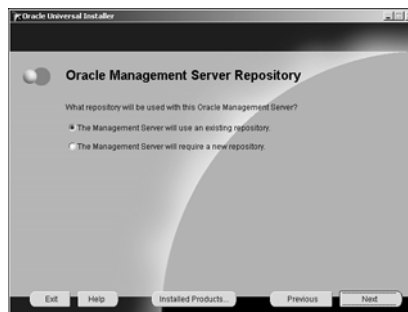 Oracle Universal Installer
Oracle Management Server Repository
What repository will be used with this Oracle Management Server?
The Management Server will use an existing repository.
The Management Server will require a new repository.
Exit
Help
Installed Products...
Previous
Next